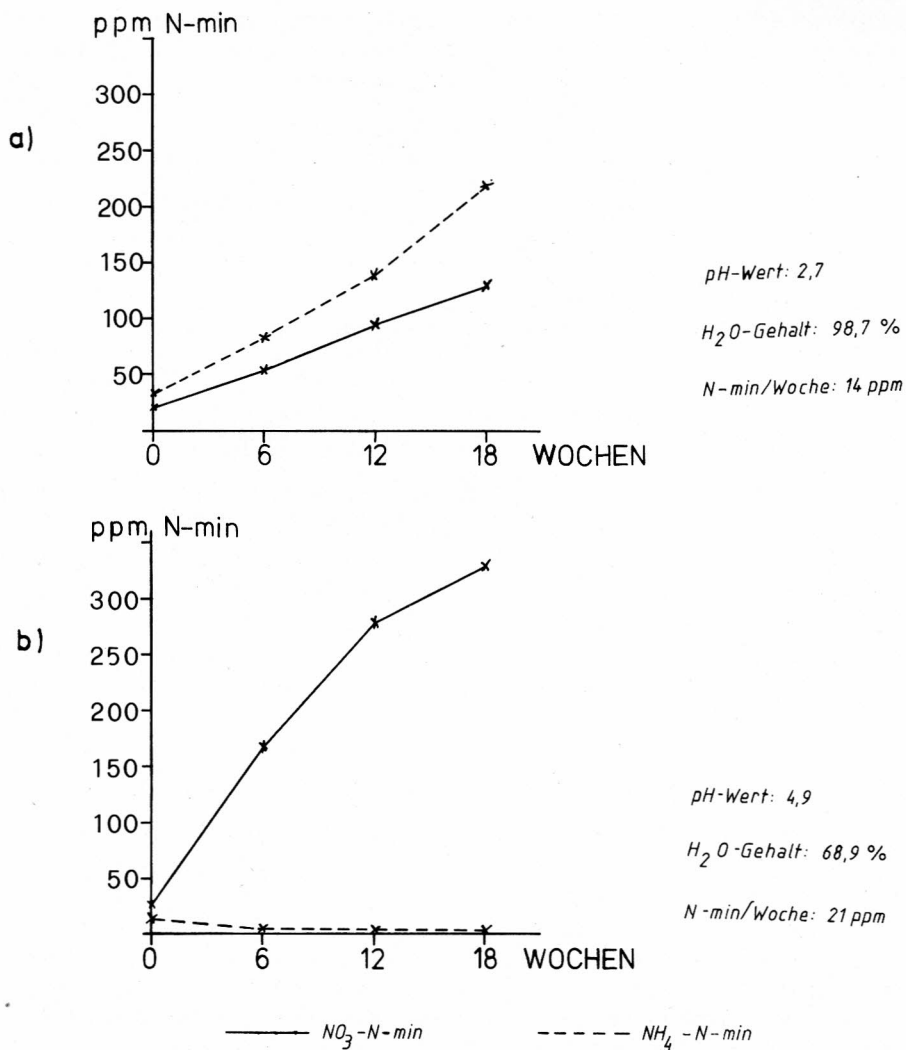 ppm N-min
a)
300
250
200
150
100
50
0 6 12 18 WOCHEN
pH-Wert: 2,7
H₂O-Gehalt: 98,7 %
N-min/Woche: 14 ppm
ppm N-min
b)
300
250
200
150
100
50
0 6 12 18 WOCHEN
pH-Wert: 4,9
H₂O-Gehalt: 68,9 %
N-min/Woche: 21 ppm
NO₃-N-min NH₄-N-min